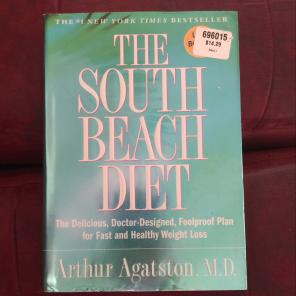 THE #1 NEW YORK TIMES BESTSELLER
696015
$14.29
THE
SOUTH
BEACH
DIET
The Delicious, Doctor-Designed, Foolproof Plan
for Fast and Healthy Weight Loss
Arthur Agatston, M.D.